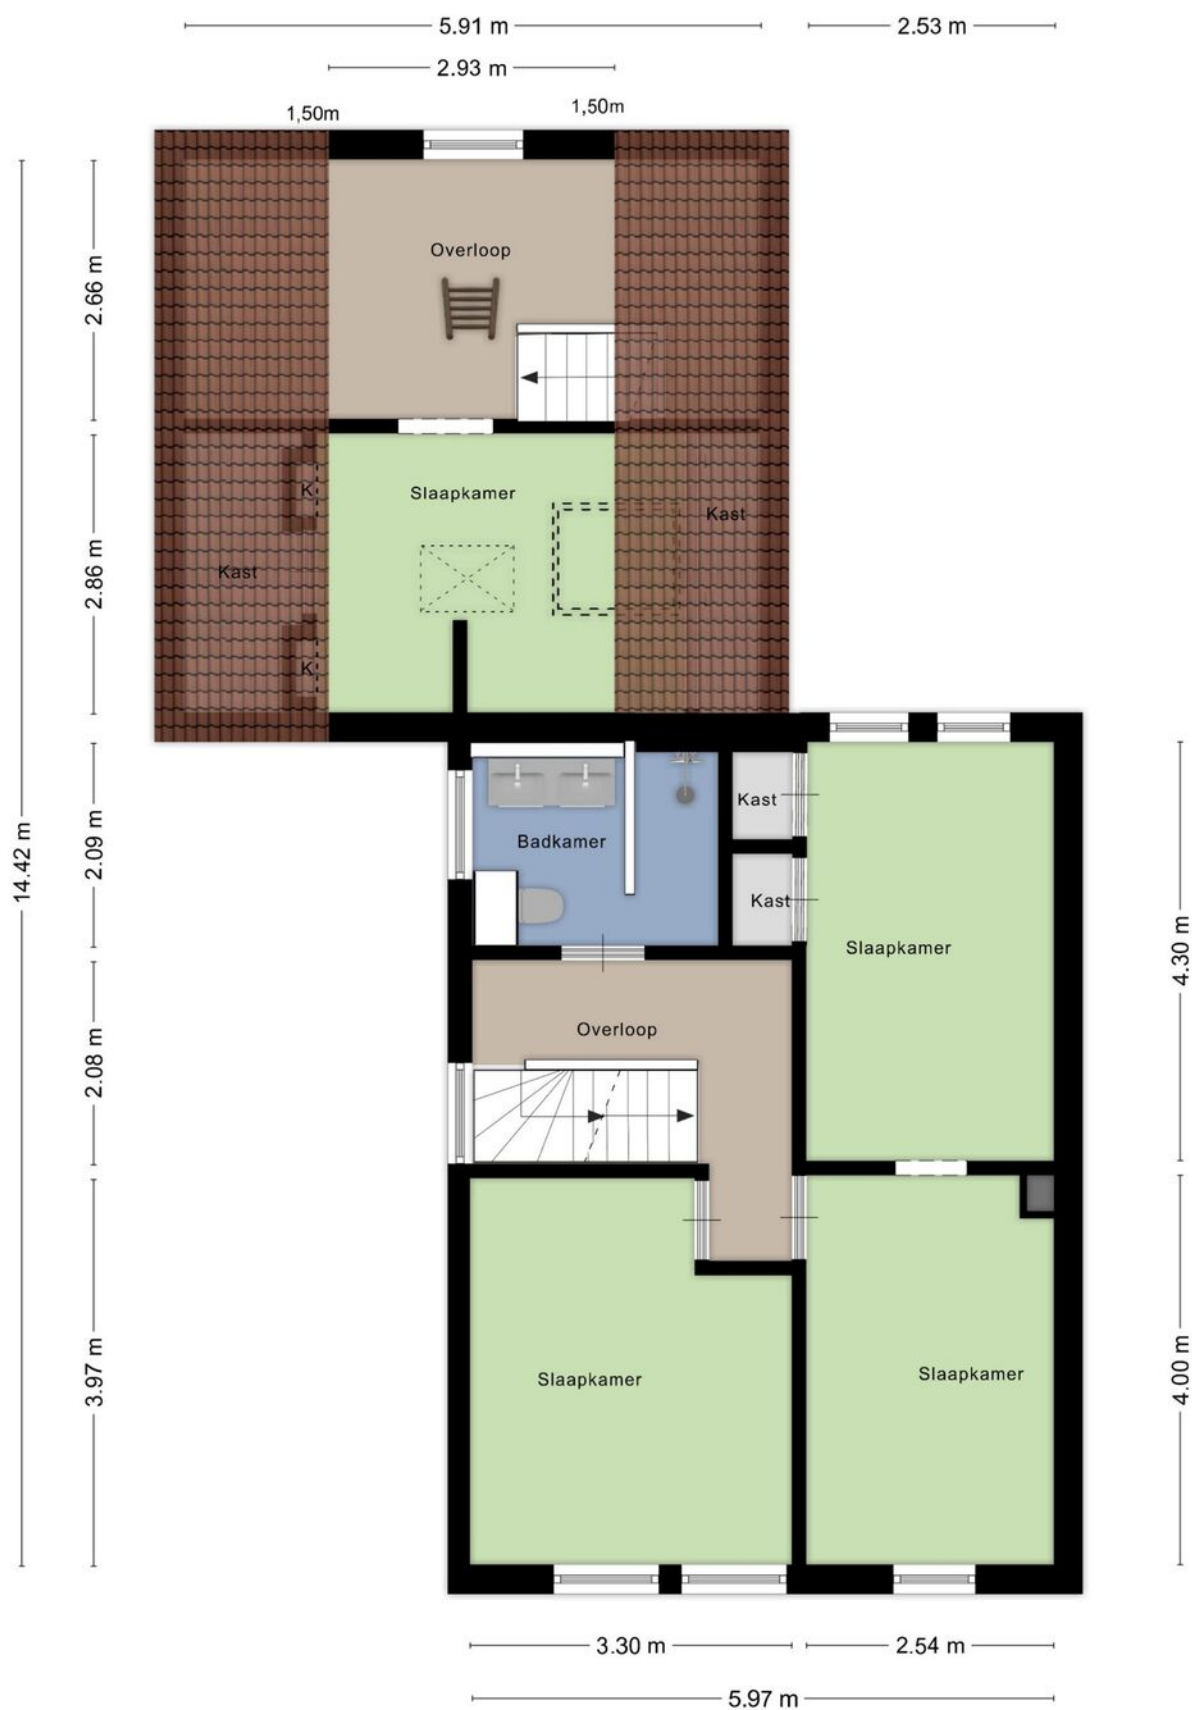 5.91 m
2.53 m
2.93 m
1,50m
1,50m
Overloop
2.66 m
Slaapkamer
K
Kast
Kast
2.86 m
K
14.42 m
2.09 m
Badkamer
Kast
Kast
Slaapkamer
4.30 m
Overloop
2.08 m
Slaapkamer
Slaapkamer
3.97 m
4.00 m
3.30 m
2.54 m
5.97 m